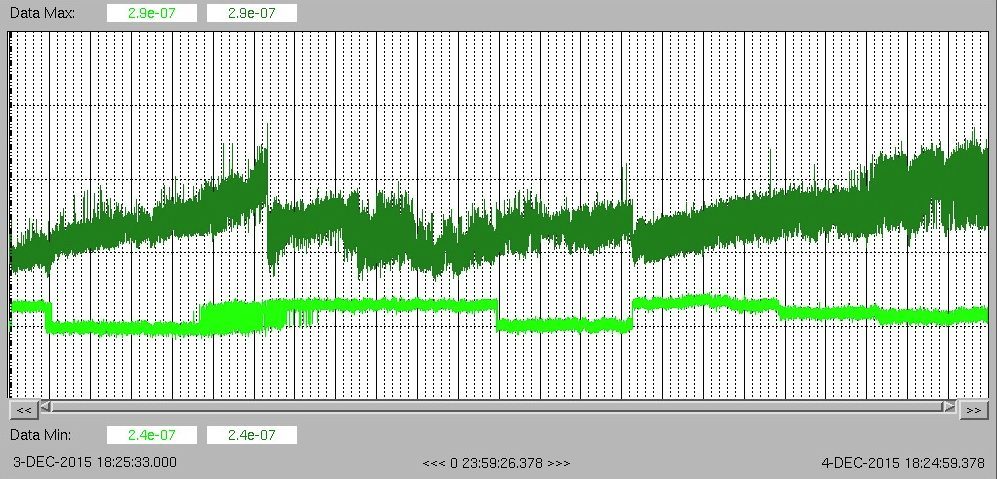 Data Max: 2.9e-07 2.9e-07
<< >>
Data Min: 2.4e-07 2.4e-07
3-DEC-2015 18:25:33.000 <<< 0 23:59:26.378 >>> 4-DEC-2015 18:24:59.378